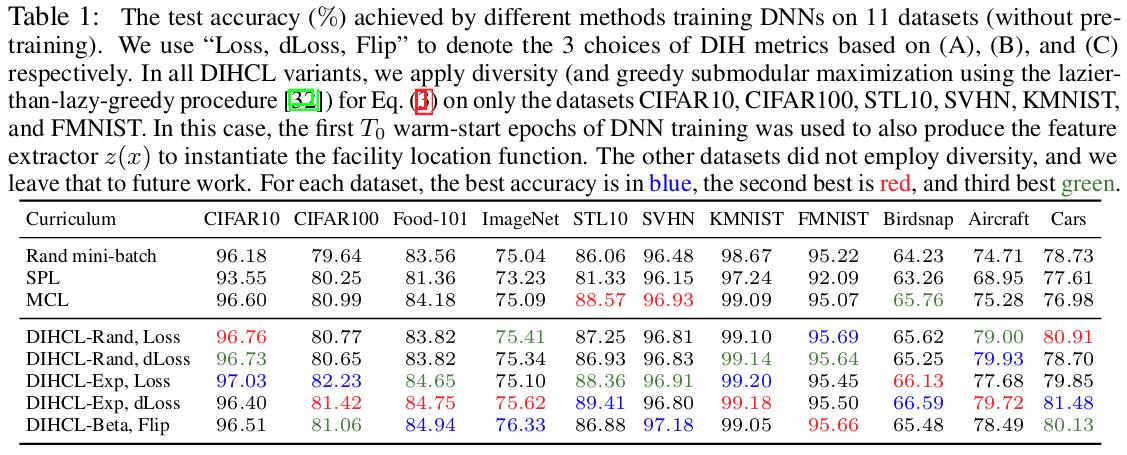 Table 1: The test accuracy (%) achieved by different methods training DNNs on 11 datasets (without pre-
training). We use “Loss, dLoss, Flip” to denote the 3 choices of DIH metrics based on (A), (B), and (C)
respectively. In all DIHCL variants, we apply diversity (and greedy submodular maximization using the lazier-
than-lazy-greedy procedure [32]) for Eq. (3) on only the datasets CIFAR10, CIFAR100, STL10, SVHN, KMNIST,
and FMNIST. In this case, the first T₀ warm-start epochs of DNN training was used to also produce the feature
extractor z(x) to instantiate the facility location function. The other datasets did not employ diversity, and we
leave that to future work. For each dataset, the best accuracy is in blue, the second best is red, and third best green.
Curriculum CIFAR10 CIFAR100 Food-101 ImageNet STL10 SVHN KMNIST FMNIST Birdsnap Aircraft Cars
Rand mini-batch 96.18 79.64 83.56 75.04 86.06 96.48 98.67 95.22 64.23 74.71 78.73
SPL 93.55 80.25 81.36 73.23 81.33 96.15 97.24 92.09 63.26 68.95 77.61
MCL 96.60 80.99 84.18 75.09 88.57 96.93 99.09 95.07 65.76 75.28 76.98
DIHCL-Rand, Loss 96.76 80.77 83.82 75.41 87.25 96.81 99.10 95.69 65.62 79.00 80.91
DIHCL-Rand, dLoss 96.73 80.65 83.82 75.34 86.93 96.83 99.14 95.64 65.25 79.93 78.70
DIHCL-Exp, Loss 97.03 82.23 84.65 75.10 88.36 96.91 99.20 95.45 66.13 77.68 79.85
DIHCL-Exp, dLoss 96.40 81.42 84.75 75.62 89.41 96.80 99.18 95.50 66.59 79.72 81.48
DIHCL-Beta, Flip 96.51 81.06 84.94 76.33 86.88 97.18 99.05 95.66 65.48 78.49 80.13